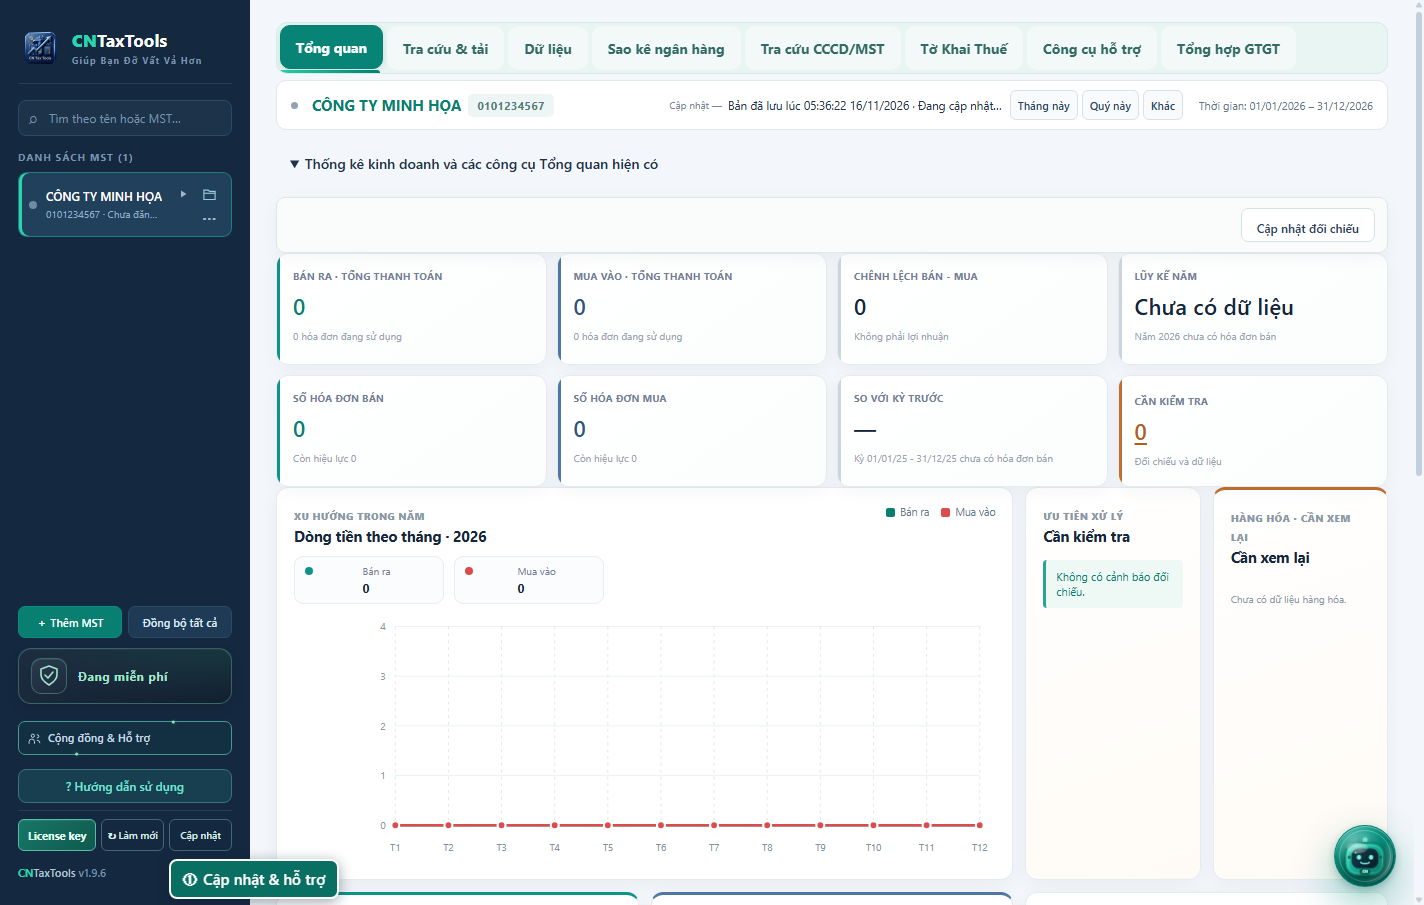 CNTaxTools
Giúp Bạn Đỡ Vất Vả Hơn
Tìm theo tên hoặc MST...
DANH SÁCH MST (1)
CÔNG TY MINH HỌA
0101234567 · Chưa đăn...
+ Thêm MST
Đồng bộ tất cả
Đang miễn phí
Cộng đồng & Hỗ trợ
? Hướng dẫn sử dụng
License key
↻ Làm mới
Cập nhật
CNTaxTools v1.9.6
Cập nhật & hỗ trợ
Tổng quan
Tra cứu & tải
Dữ liệu
Sao kê ngân hàng
Tra cứu CCCD/MST
Tờ Khai Thuế
Công cụ hỗ trợ
Tổng hợp GTGT
CÔNG TY MINH HỌA 0101234567
Cập nhật — Bản đã lưu lúc 05:36:22 16/11/2026 · Đang cập nhật...
Tháng này
Quý này
Khác
Thời gian: 01/01/2026 – 31/12/2026
▼ Thống kê kinh doanh và các công cụ Tổng quan hiện có
Cập nhật đối chiếu
BÁN RA · TỔNG THANH TOÁN
0
0 hóa đơn đang sử dụng
MUA VÀO · TỔNG THANH TOÁN
0
0 hóa đơn đang sử dụng
CHÊNH LỆCH BÁN - MUA
0
Không phải lợi nhuận
LŨY KẾ NĂM
Chưa có dữ liệu
Năm 2026 chưa có hóa đơn bán
SỐ HÓA ĐƠN BÁN
0
Còn hiệu lực 0
SỐ HÓA ĐƠN MUA
0
Còn hiệu lực 0
SO VỚI KỲ TRƯỚC
—
Kỳ 01/01/25 - 31/12/25 chưa có hóa đơn bán
CẦN KIỂM TRA
0
Đối chiếu và dữ liệu
XU HƯỚNG TRONG NĂM
Dòng tiền theo tháng · 2026
Bán ra
Mua vào
Bán ra
0
Mua vào
0
4
3
2
1
0
T1 T2 T3 T4 T5 T6 T7 T8 T9 T10 T11 T12
ƯU TIÊN XỬ LÝ
Cần kiểm tra
Không có cảnh báo đối
chiếu.
HÀNG HÓA · CẦN XEM
LẠI
Cần xem lại
Chưa có dữ liệu hàng hóa.